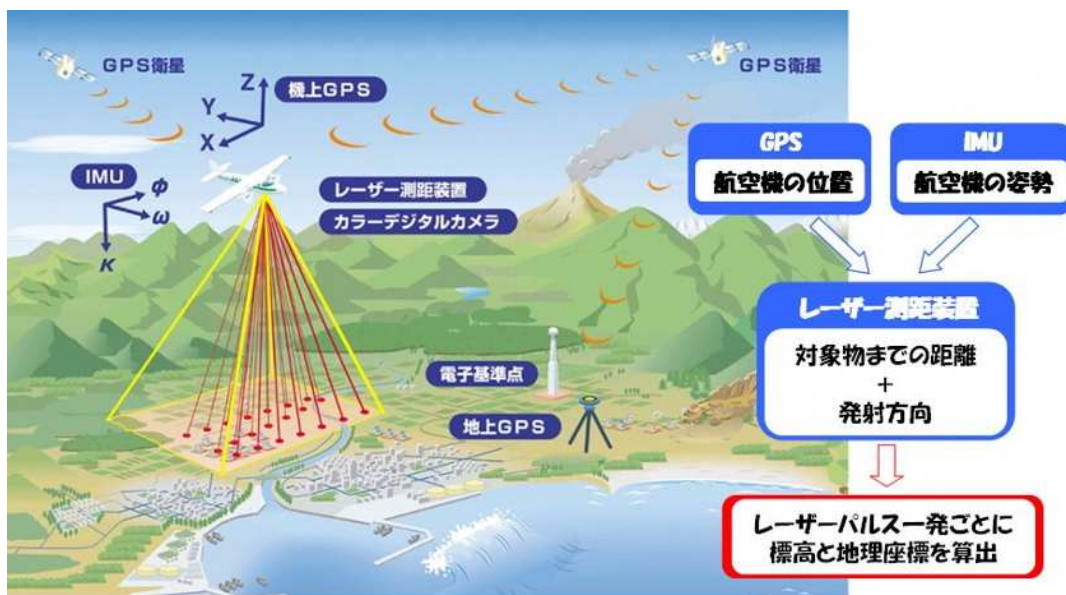 GPS衛星
GPS衛星
Z
Y
X
機上GPS
IMU
φ
ω
κ
レーザー測距装置
カラーデジタルカメラ
電子基準点
地上GPS
GPS
航空機の位置
IMU
航空機の姿勢
レーザー測距装置
対象物までの距離
+
発射方向
レーザーパルス一発ごとに
標高と地理座標を算出